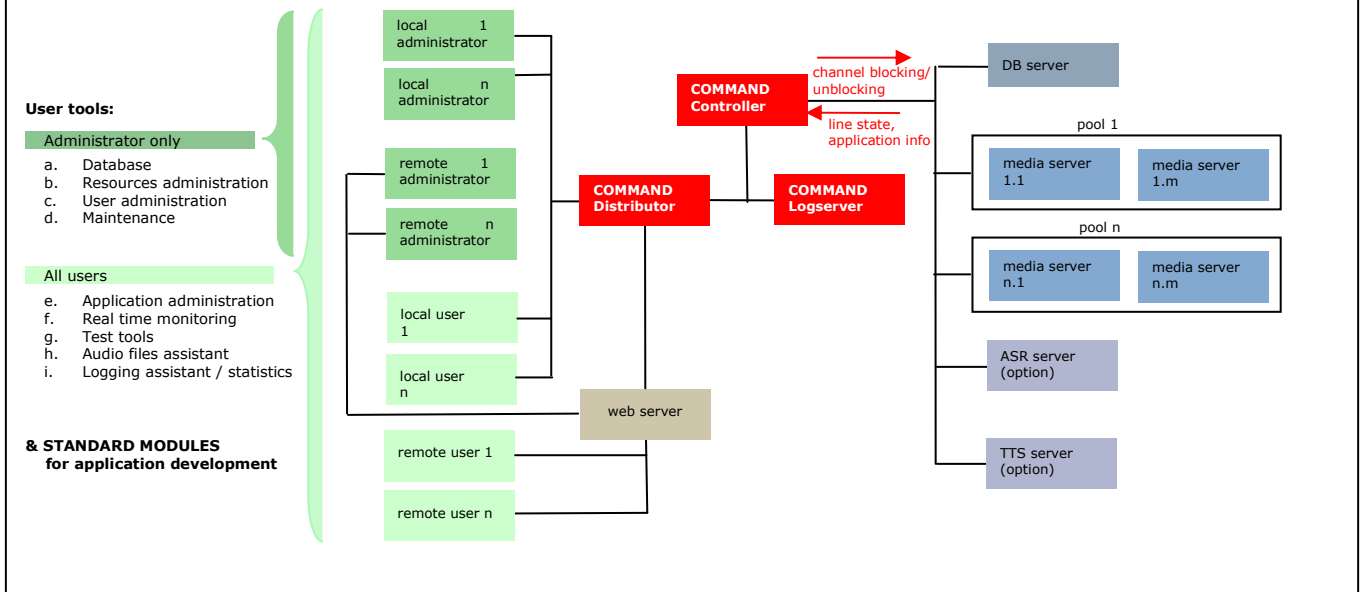 User tools:
Administrator only
a. Database
b. Resources administration
c. User administration
d. Maintenance
All users
e. Application administration
f. Real time monitoring
g. Test tools
h. Audio files assistant
i. Logging assistant / statistics
& STANDARD MODULES
for application development
local 1
administrator
local n
administrator
remote 1
administrator
remote n
administrator
local user
1
local user
n
remote user 1
remote user n
COMMAND
Distributor
web server
COMMAND
Controller
COMMAND
Logserver
channel blocking/
unblocking
line state,
application info
DB server
pool 1
media server
1.1
media server
1.m
pool n
media server
n.1
media server
n.m
ASR server
(option)
TTS server
(option)